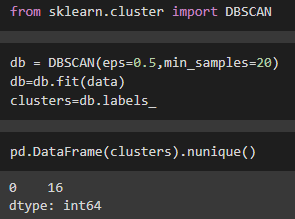 from sklearn.cluster import DBSCAN
db = DBSCAN(eps=0.5,min_samples=20)
db=db.fit(data)
clusters=db.labels_
pd.DataFrame(clusters).nunique()
0    16
dtype: int64